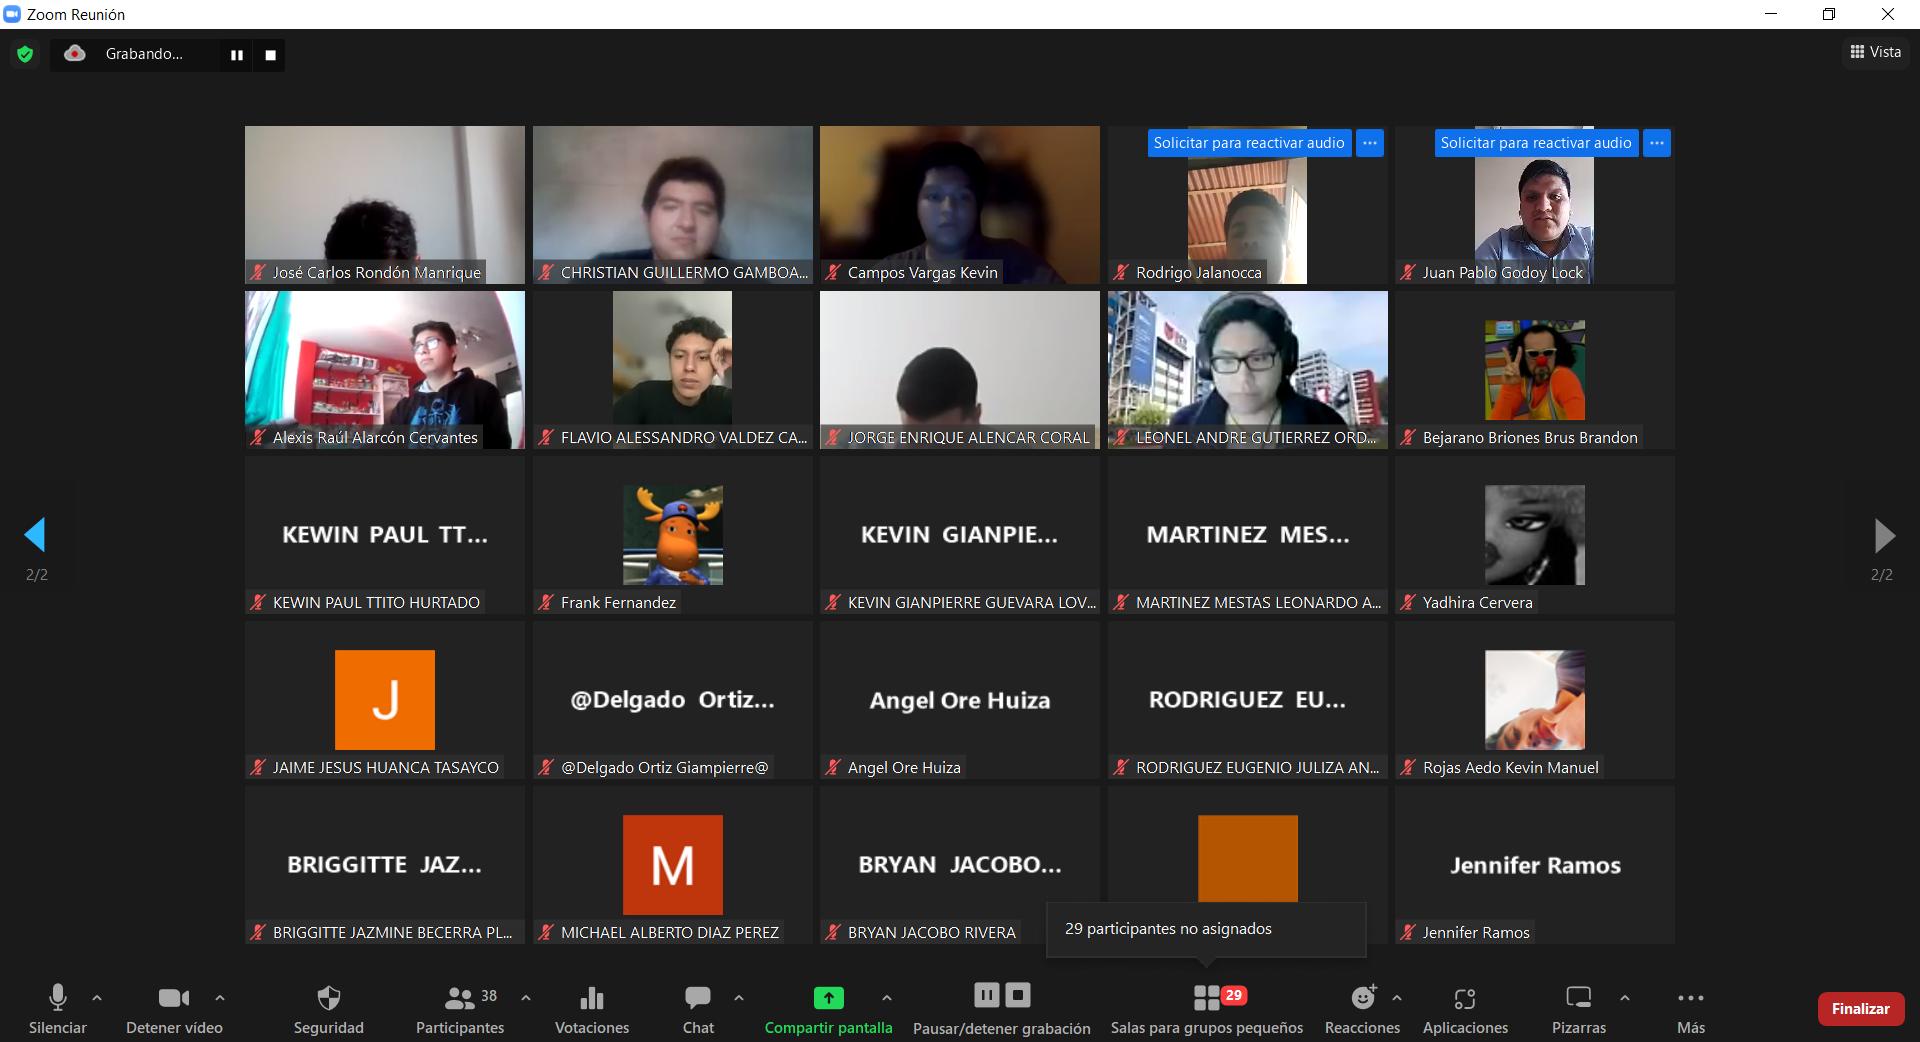 Zoom Reunión
Grabando...
Vista
Solicitar para reactivar audio
Solicitar para reactivar audio
José Carlos Rondón Manrique
CHRISTIAN GUILLERMO GAMBOA...
Campos Vargas Kevin
Rodrigo Jalanocca
Juan Pablo Godoy Lock
Alexis Raúl Alarcón Cervantes
FLAVIO ALESSANDRO VALDEZ CA...
JORGE ENRIQUE ALENCAR CORAL
LEONEL ANDRE GUTIERREZ ORD...
Bejarano Briones Brus Brandon
KEWIN PAUL TT...
KEVIN GIANPIE...
MARTINEZ MES...
2/2
2/2
KEWIN PAUL TTITO HURTADO
Frank Fernandez
KEVIN GIANPIERRE GUEVARA LOV...
MARTINEZ MESTAS LEONARDO A...
Yadhira Cervera
J
@Delgado Ortiz...
Angel Ore Huiza
RODRIGUEZ EU...
JAIME JESUS HUANCA TASAYCO
@Delgado Ortiz Giampierre@
Angel Ore Huiza
RODRIGUEZ EUGENIO JULIZA AN...
Rojas Aedo Kevin Manuel
BRIGGITTE JAZ...
M
BRYAN JACOBO...
Jennifer Ramos
BRIGGITTE JAZMINE BECERRA PL...
MICHAEL ALBERTO DIAZ PEREZ
BRYAN JACOBO RIVERA
29 participantes no asignados
Jennifer Ramos
38
29
Silenciar
Detener vídeo
Seguridad
Participantes
Votaciones
Chat
Compartir pantalla
Pausar/detener grabación
Salas para grupos pequeños
Reacciones
Aplicaciones
Pizarras
Más
Finalizar